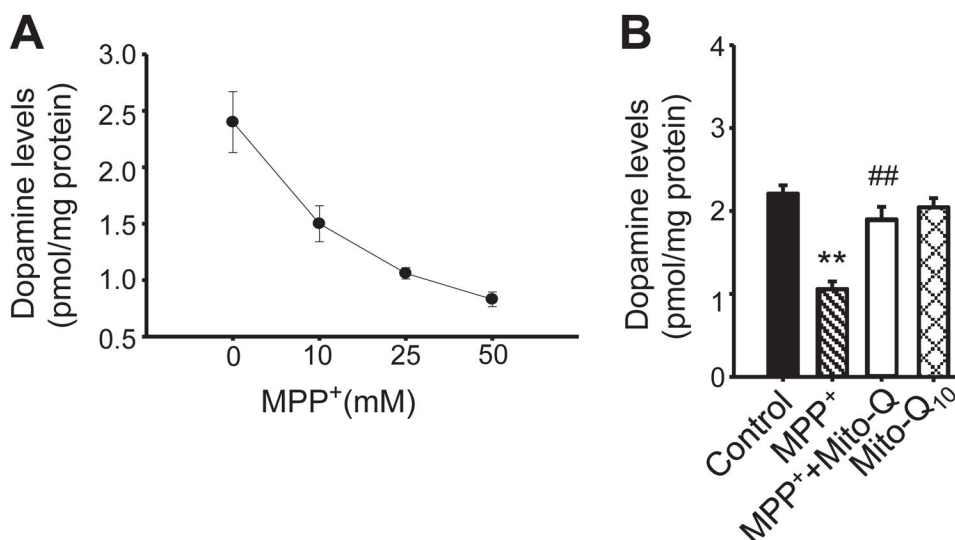 A
Dopamine levels
(pmol/mg protein)
3.0
2.5
2.0
1.5
1.0
0.5
0 10 25 50
MPP⁺(mM)
B
Dopamine levels
(pmol/mg protein)
4
3
2
1
0
**
##
Control
MPP⁺
MPP⁺+Mito-Q
Mito-Q₁₀